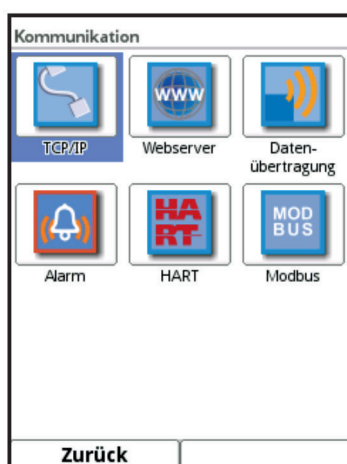 Kommunikation
WWW
TCP/IP
Webserver
Daten-
übertragung
HA
RT
MOD
BUS
Alarm
HART
Modbus
Zurück